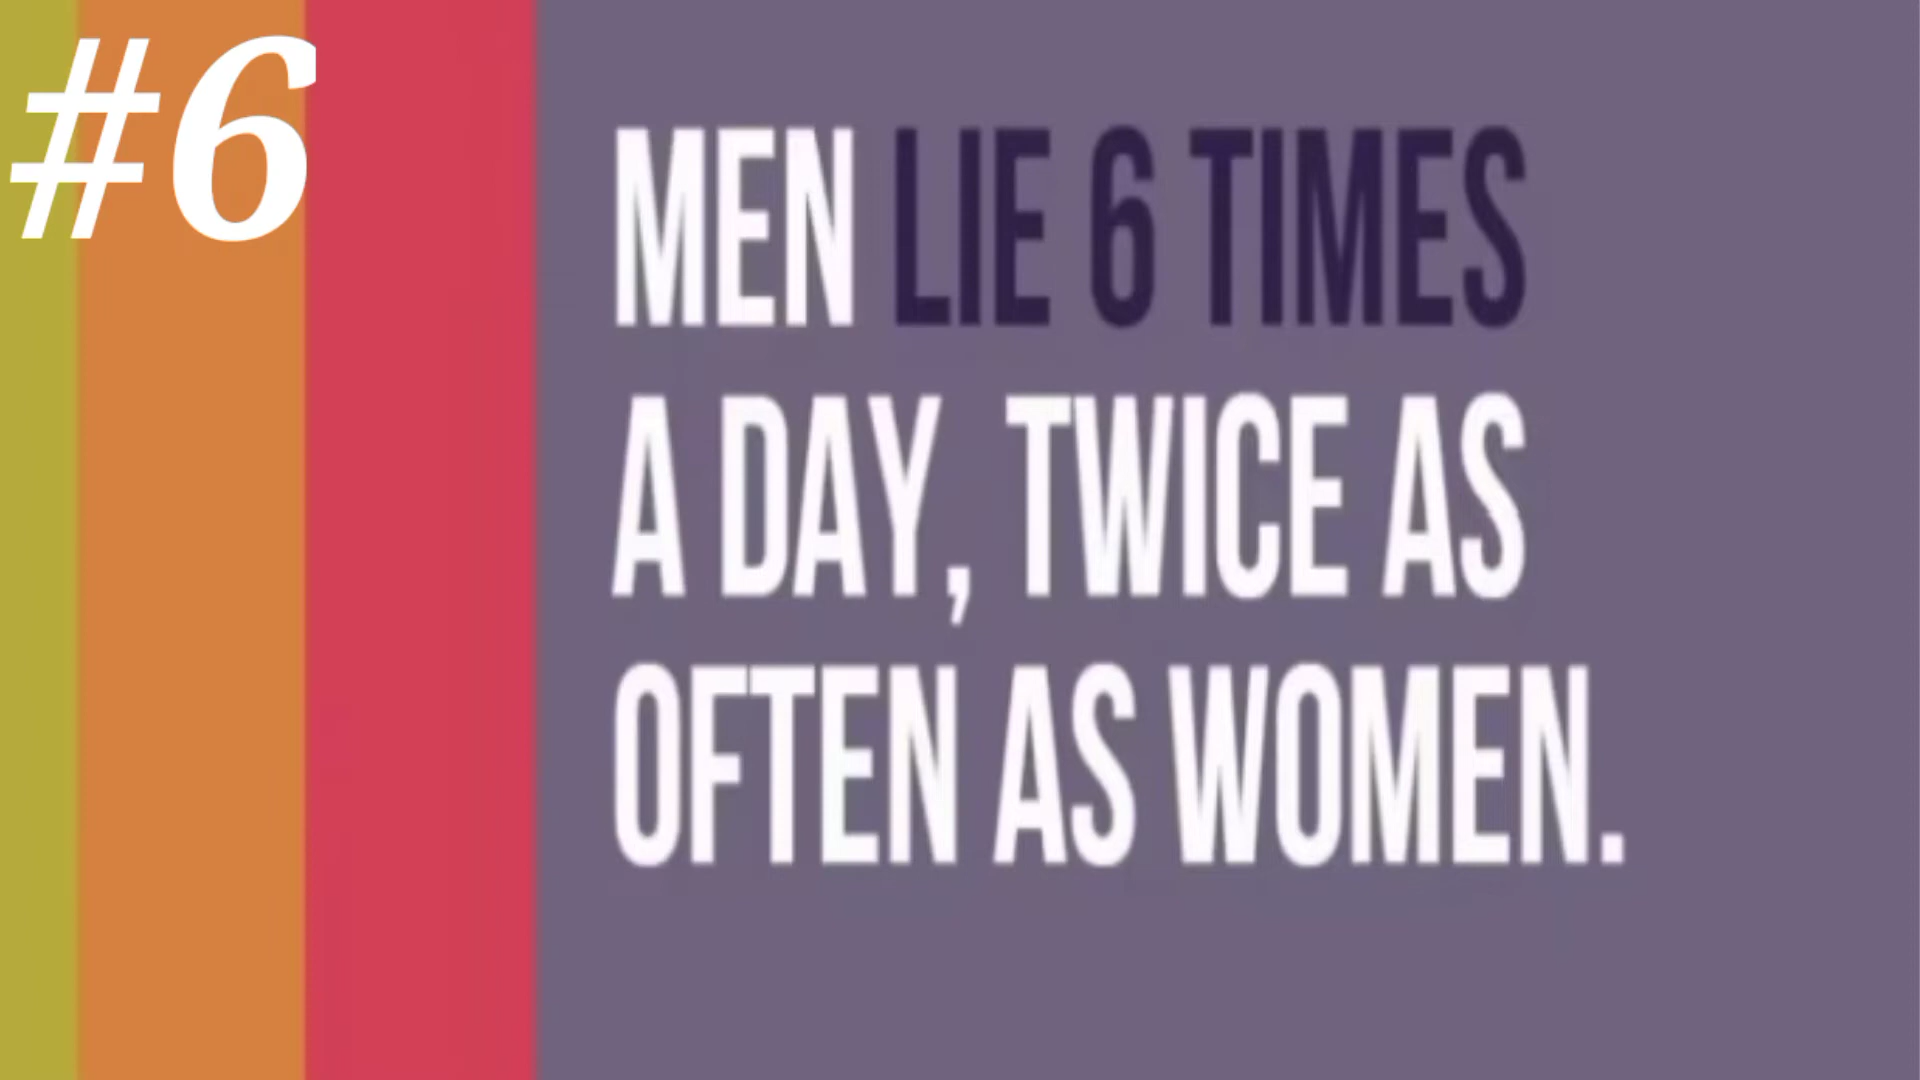 #6
MEN LIE 6 TIMES
A DAY, TWICE AS
OFTEN AS WOMEN.